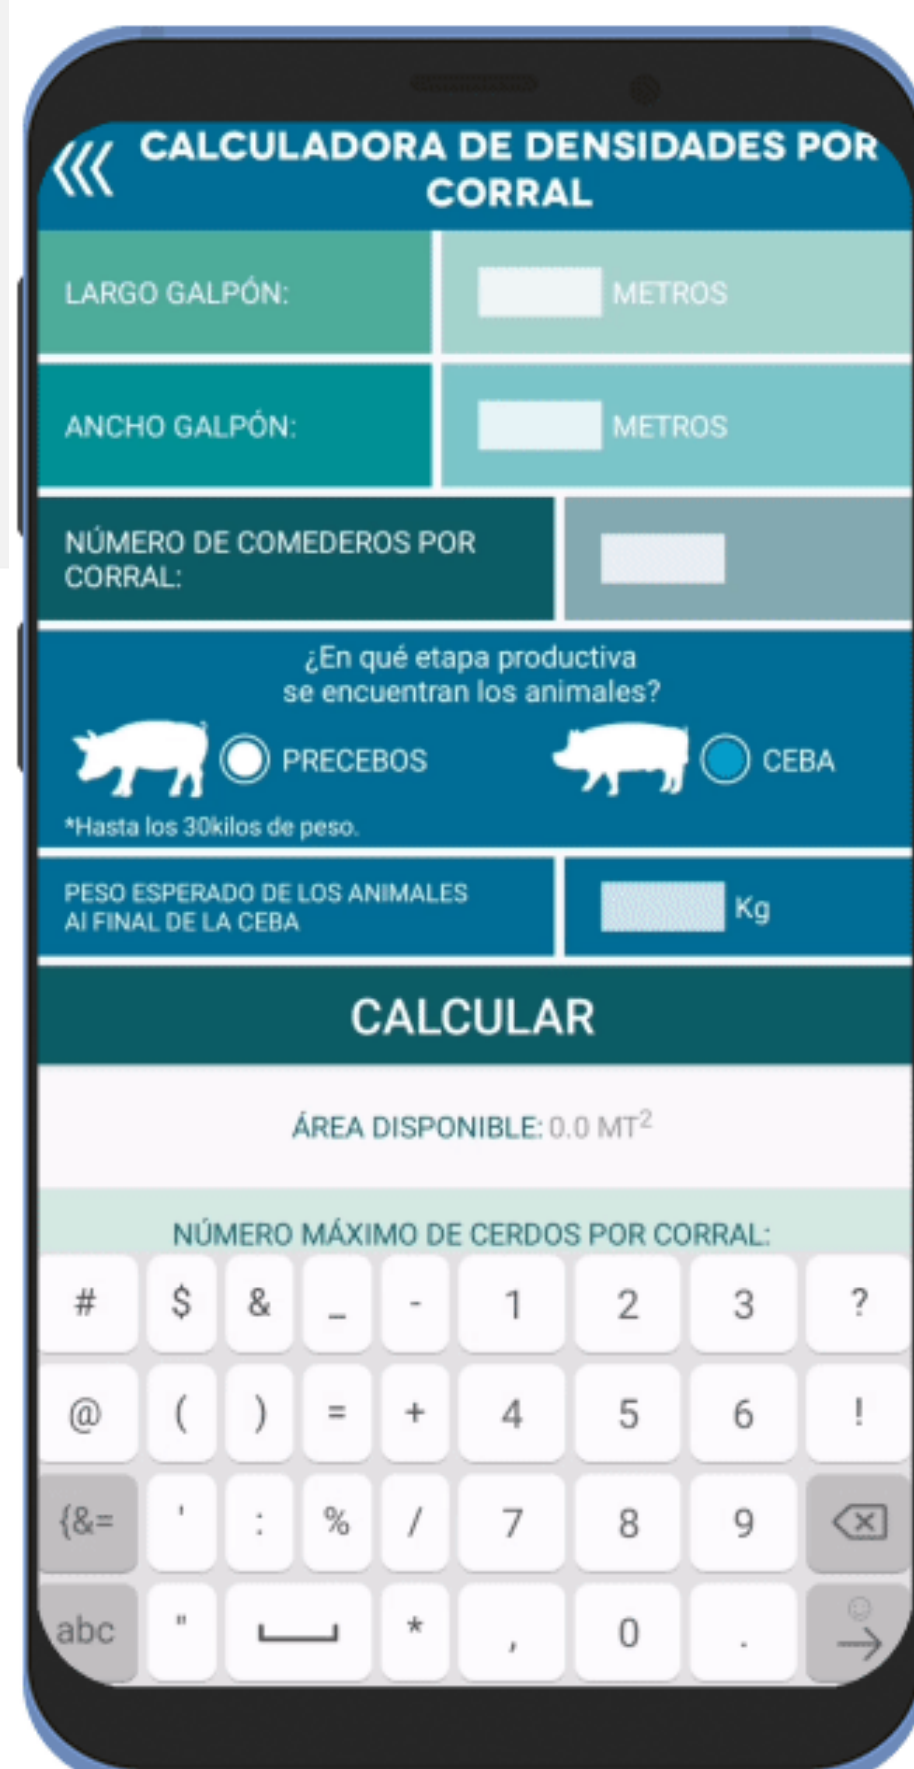 CALCULADORA DE DENSIDADES POR
CORRAL
LARGO GALPÓN:
METROS
ANCHO GALPÓN:
METROS
NÚMERO DE COMEDEROS POR
CORRAL:
¿En qué etapa productiva
se encuentran los animales?
PRECEBOS
CEBA
*Hasta los 30kilos de peso.
PESO ESPERADO DE LOS ANIMALES
Al FINAL DE LA CEBA
Kg
CALCULAR
ÁREA DISPONIBLE: 0.0 MT²
NÚMERO MÁXIMO DE CERDOS POR CORRAL:
# $ & _ - 1 2 3 ?
@ ( ) = + 4 5 6 !
{&= ' : % / 7 8 9
abc " * , 0 .